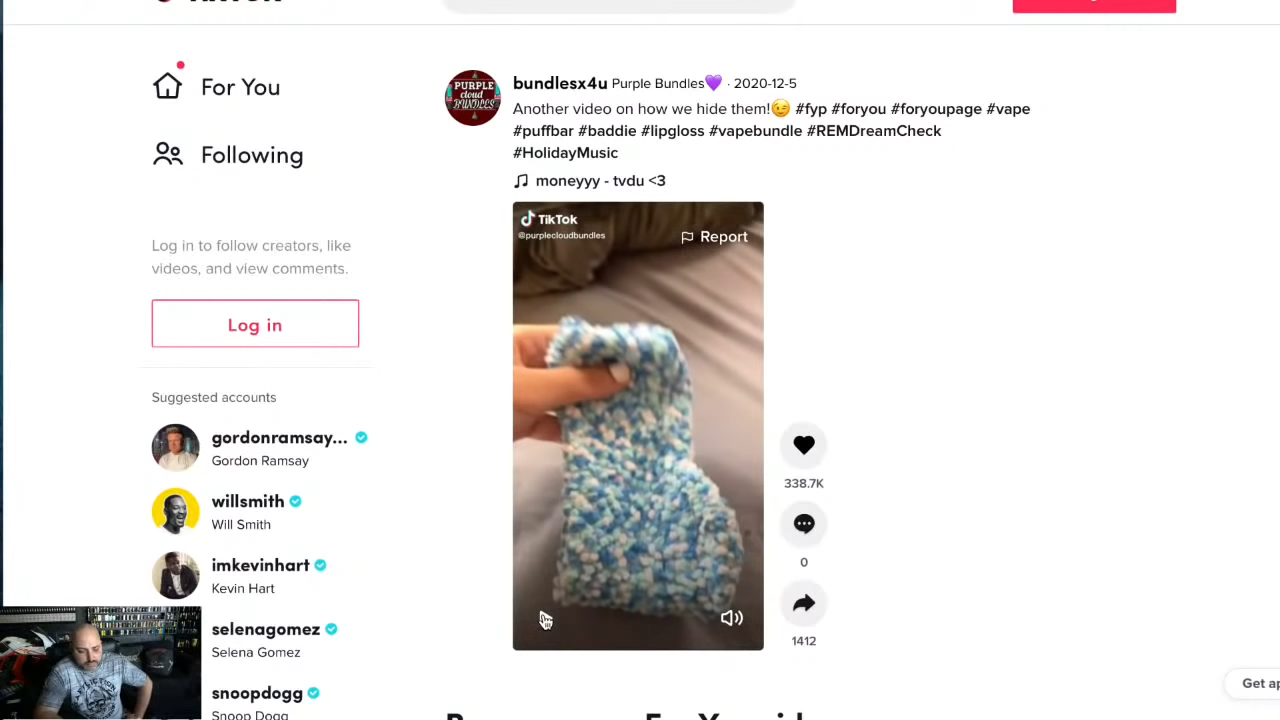 For You
Following
Log in to follow creators, like
videos, and view comments.
Log in
Suggested accounts
gordonramsay...
Gordon Ramsay
willsmith
Will Smith
imkevinhart
Kevin Hart
selenagomez
Selena Gomez
snoopdogg
Snoop Dogg
PURPLE
cloud
BUNDLES
bundlesx4u Purple Bundles💜 · 2020-12-5
Another video on how we hide them!😉 #fyp #foryou #foryoupage #vape
#puffbar #baddie #lipgloss #vapebundle #REMDreamCheck
#HolidayMusic
moneyyy - tvdu <3
TikTok
@purplecloudbundles
Report
338.7K
0
1412
Get ap